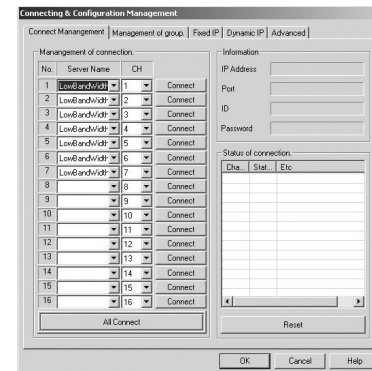 Connecting & Configuration Management
Connect Mangement
Management of group.
Fixed IP
Dynamic IP
Advanced
Manangement of connection.
No. Server Name CH
1 LowBandWidth 1 Connect
2 LowBandWidth 2 Connect
3 LowBandWidth 3 Connect
4 LowBandWidth 4 Connect
5 LowBandWidth 5 Connect
6 LowBandWidth 6 Connect
7 LowBandWidth 7 Connect
8 8 Connect
9 9 Connect
10 10 Connect
11 11 Connect
12 12 Connect
13 13 Connect
14 14 Connect
15 15 Connect
16 16 Connect
All Connect
Information
IP Address
Port
ID
Password
Status of connection.
Cha... Stat... Etc
Reset
OK Cancel Help